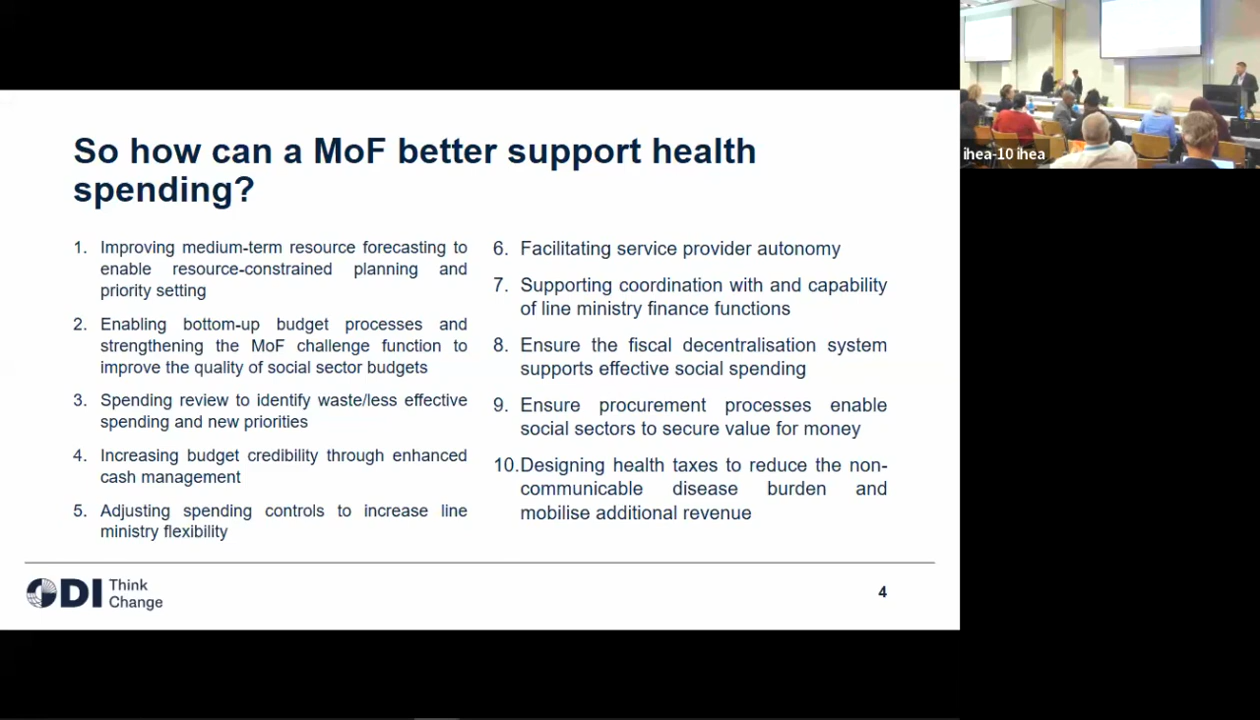 So how can a MoF better support health
spending?
1. Improving medium-term resource forecasting to
enable resource-constrained planning and
priority setting
2. Enabling bottom-up budget processes and
strengthening the MoF challenge function to
improve the quality of social sector budgets
3. Spending review to identify waste/less effective
spending and new priorities
4. Increasing budget credibility through enhanced
cash management
5. Adjusting spending controls to increase line
ministry flexibility
6. Facilitating service provider autonomy
7. Supporting coordination with and capability
of line ministry finance functions
8. Ensure the fiscal decentralisation system
supports effective social spending
9. Ensure procurement processes enable
social sectors to secure value for money
10.Designing health taxes to reduce the non-
communicable disease burden and
mobilise additional revenue
ODI Think
Change
4
ihea-10 ihea